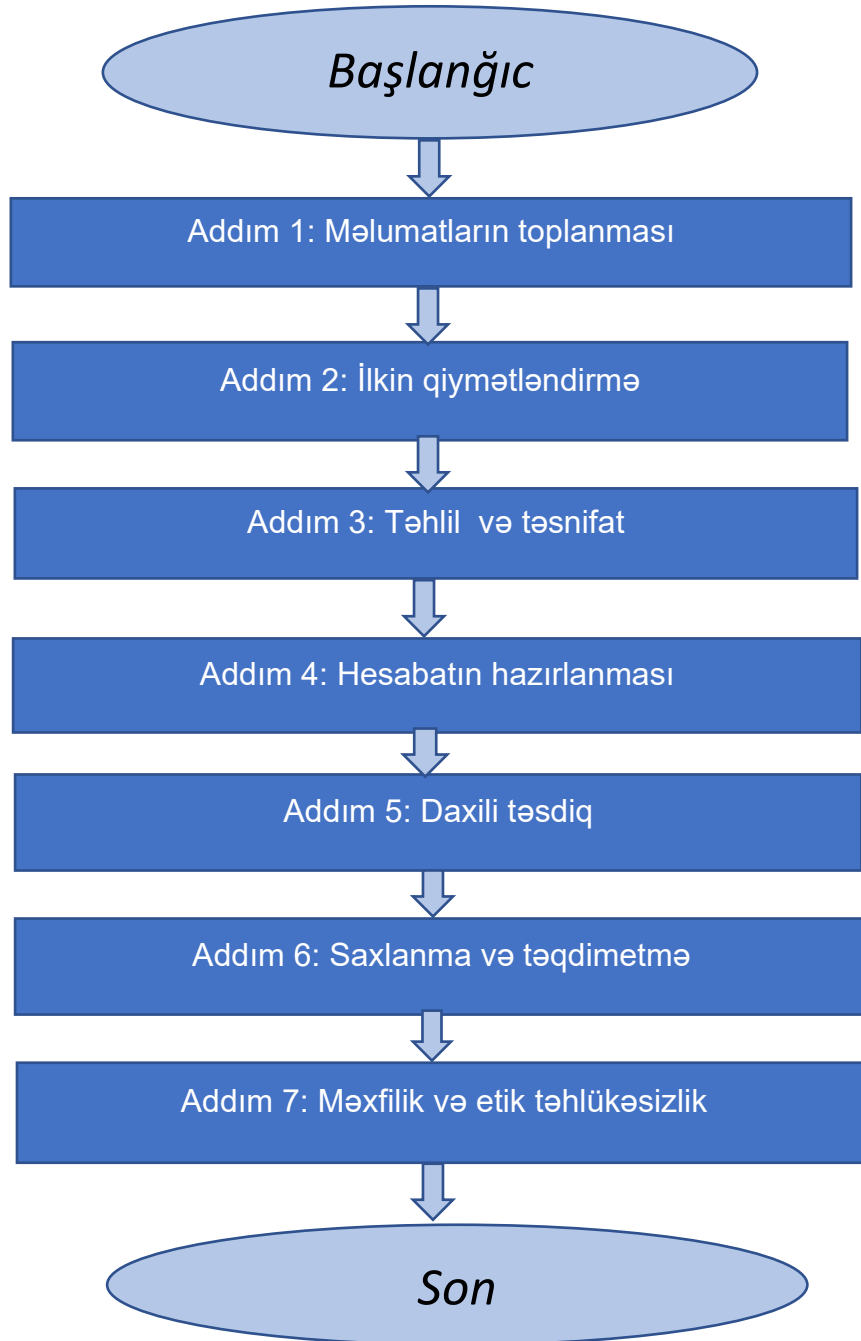 Başlanğıc
Addım 1: Məlumatların toplanması
Addım 2: İlkin qiymətləndirmə
Addım 3: Təhlil  və təsnifat
Addım 4: Hesabatın hazırlanması
Addım 5: Daxili təsdiq
Addım 6: Saxlanma və təqdimetmə
Addım 7: Məxfilik və etik təhlükəsizlik
Son